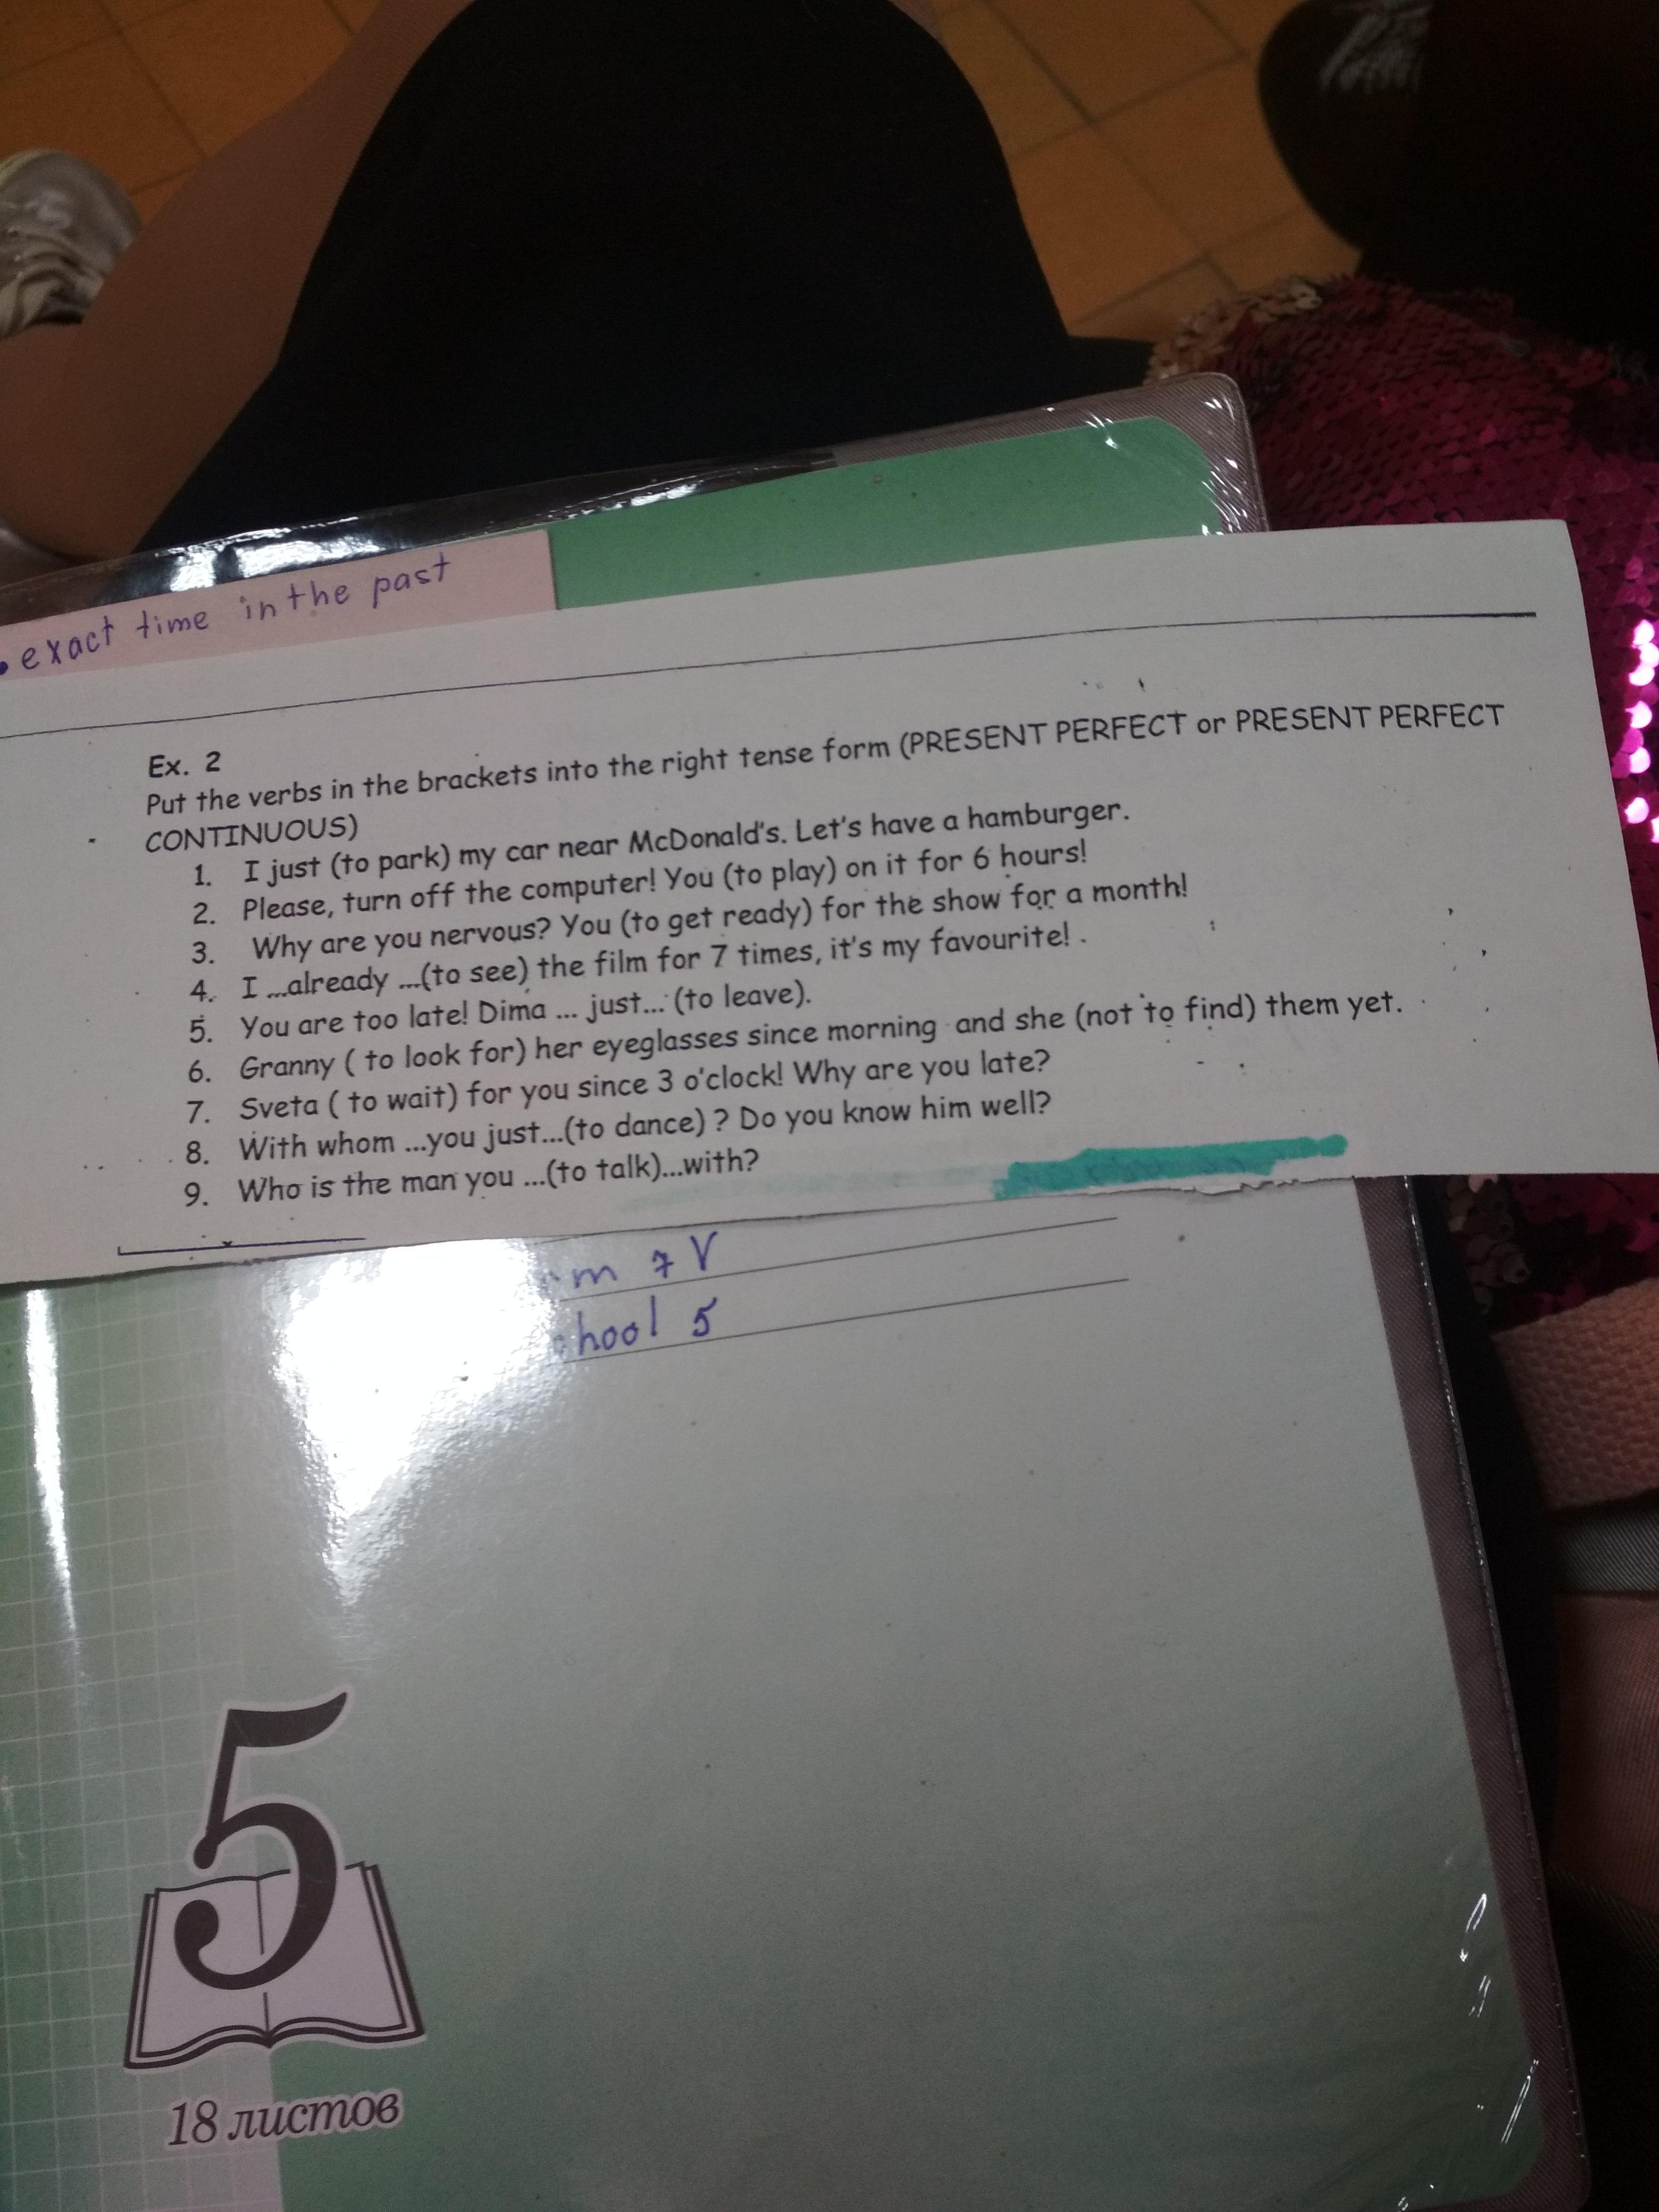 • exact time in the past
Ex. 2
Put the verbs in the brackets into the right tense form (PRESENT PERFECT or PRESENT PERFECT
CONTINUOUS)
1. I just (to park) my car near McDonald's. Let's have a hamburger.
2. Please, turn off the computer! You (to play) on it for 6 hours!
3. Why are you nervous? You (to get ready) for the show for a month!
4. I ...already ...(to see) the film for 7 times, it's my favourite! .
5. You are too late! Dima ... just... (to leave).
6. Granny ( to look for) her eyeglasses since morning and she (not to find) them yet.
7. Sveta ( to wait) for you since 3 o'clock! Why are you late?
8. With whom ...you just...(to dance) ? Do you know him well?
9. Who is the man you ...(to talk)...with?
m 7 V
hool 5
5
18 листов